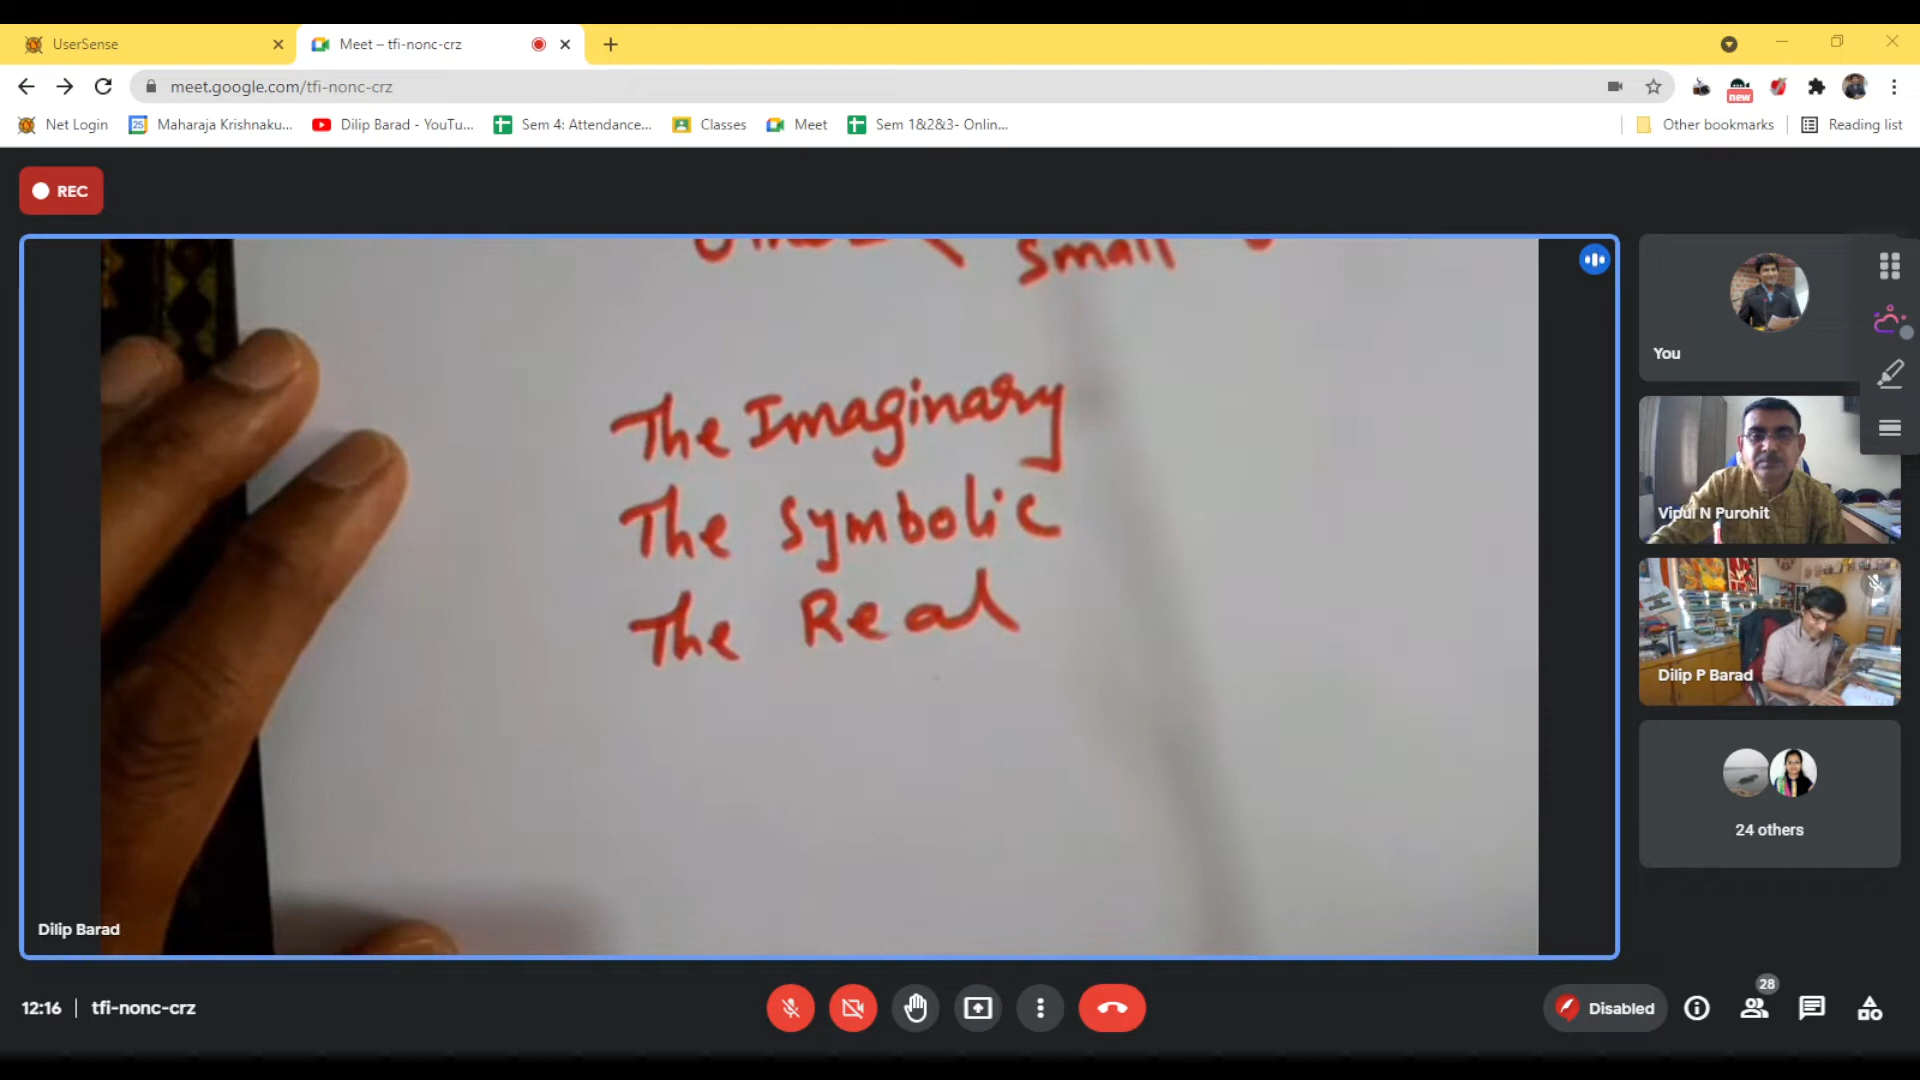 UserSense
Meet – tfi-nonc-crz
meet.google.com/tfi-nonc-crz
new
Net Login
25
Maharaja Krishnaku...
Dilip Barad - YouTu...
Sem 4: Attendance...
Classes
Meet
Sem 1&2&3- Onlin...
Other bookmarks
Reading list
REC
Small
The Imaginary
The Symbolic
The Real
Dilip Barad
You
Vipul N Purohit
Dilip P Barad
24 others
12:16
tfi-nonc-crz
Disabled
28